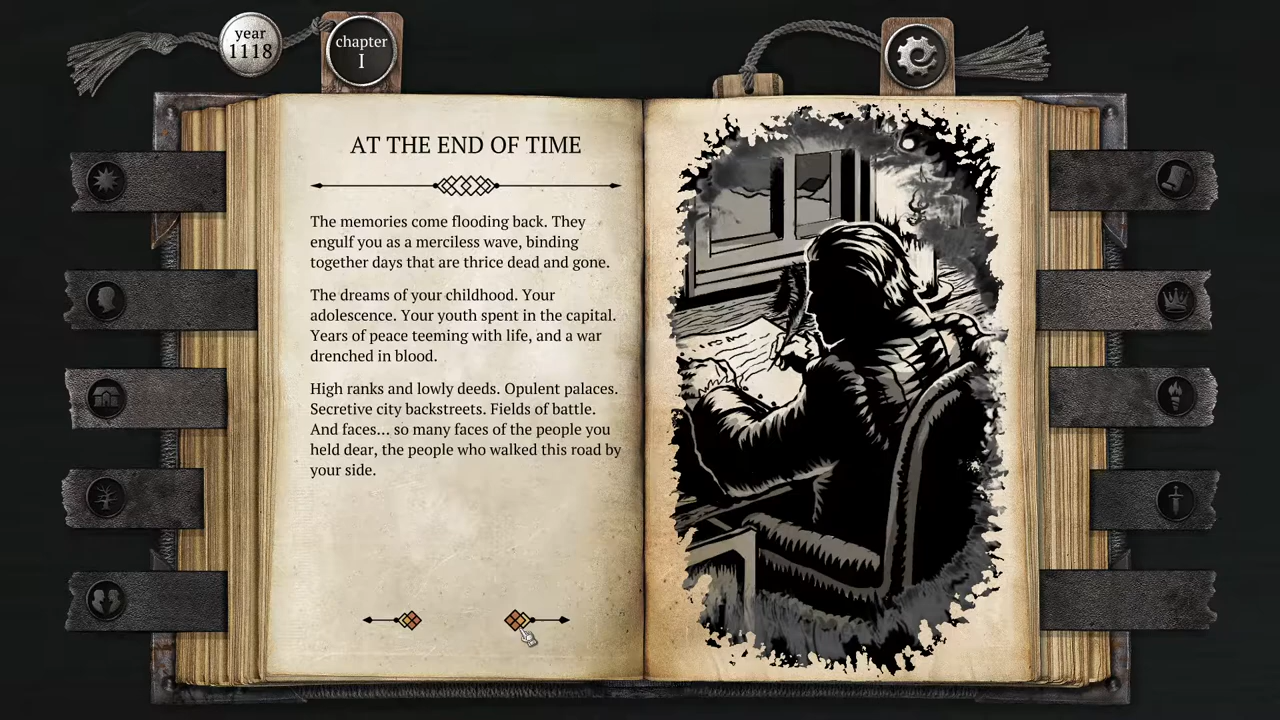 year
1118
chapter
I
AT THE END OF TIME
The memories come flooding back. They
engulf you as a merciless wave, binding
together days that are thrice dead and gone.
The dreams of your childhood. Your
adolescence. Your youth spent in the capital.
Years of peace teeming with life, and a war
drenched in blood.
High ranks and lowly deeds. Opulent palaces.
Secretive city backstreets. Fields of battle.
And faces... so many faces of the people you
held dear, the people who walked this road by
your side.